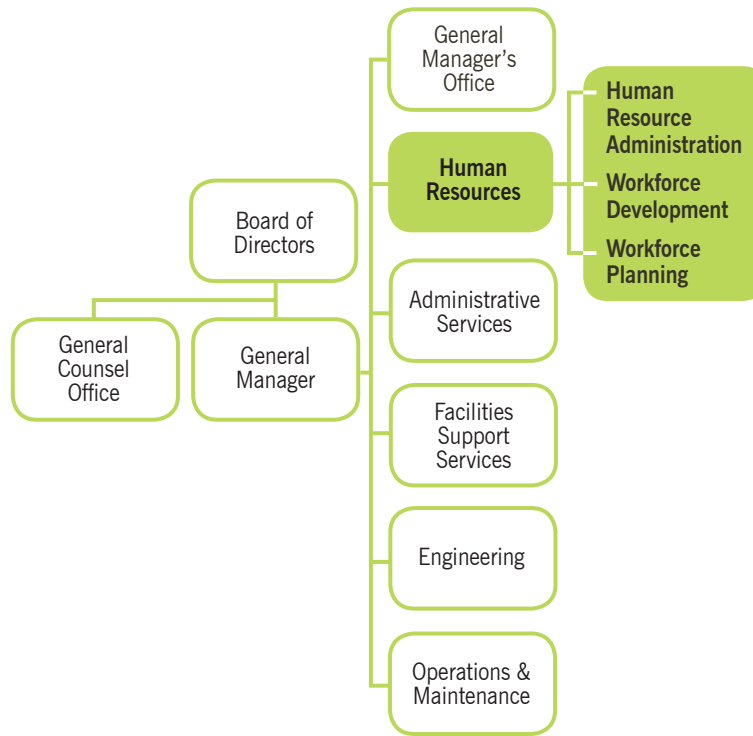 General
Manager's
Office
Human
Resources
Human
Resource
Administration
Workforce
Development
Workforce
Planning
Board of
Directors
General
Counsel
Office
General
Manager
Administrative
Services
Facilities
Support
Services
Engineering
Operations &
Maintenance